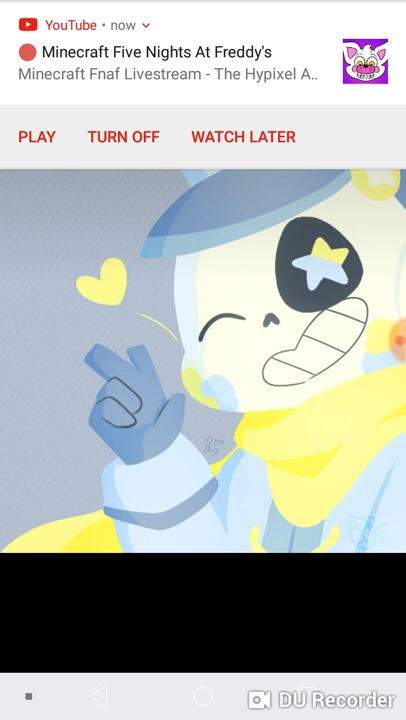 YouTube • now
Minecraft Five Nights At Freddy's
Minecraft Fnaf Livestream - The Hypixel A..
PLAY TURN OFF WATCH LATER
DU Recorder